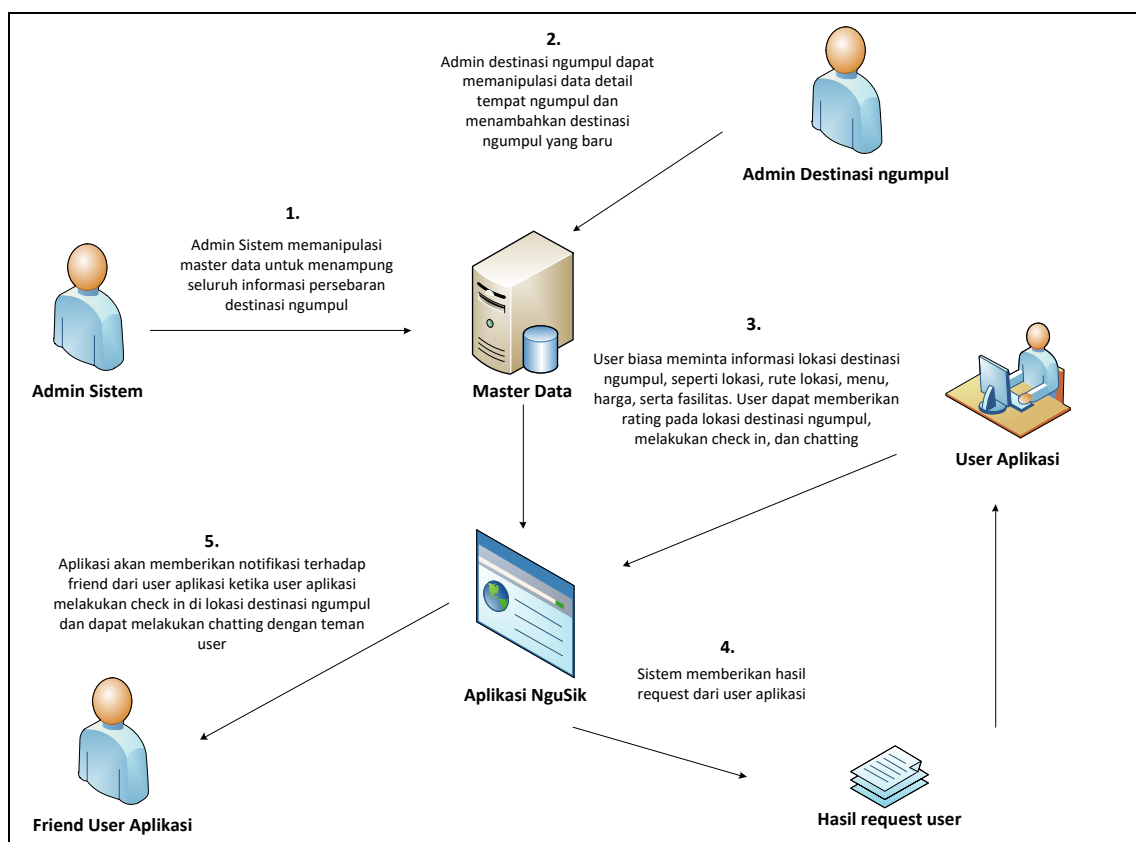 2.
Admin destinasi ngumpul dapat
memanipulasi data detail
tempat ngumpul dan
menambahkan destinasi
ngumpul yang baru
Admin Destinasi ngumpul
1.
Admin Sistem memanipulasi
master data untuk menampung
seluruh informasi persebaran
destinasi ngumpul
Admin Sistem
Master Data
3.
User biasa meminta informasi lokasi destinasi
ngumpul, seperti lokasi, rute lokasi, menu,
harga, serta fasilitas. User dapat memberikan
rating pada lokasi destinasi ngumpul,
melakukan check in, dan chatting
User Aplikasi
5.
Aplikasi akan memberikan notifikasi terhadap
friend dari user aplikasi ketika user aplikasi
melakukan check in di lokasi destinasi ngumpul
dan dapat melakukan chatting dengan teman
user
Aplikasi NguSik
4.
Sistem memberikan hasil
request dari user aplikasi
Friend User Aplikasi
Hasil request user